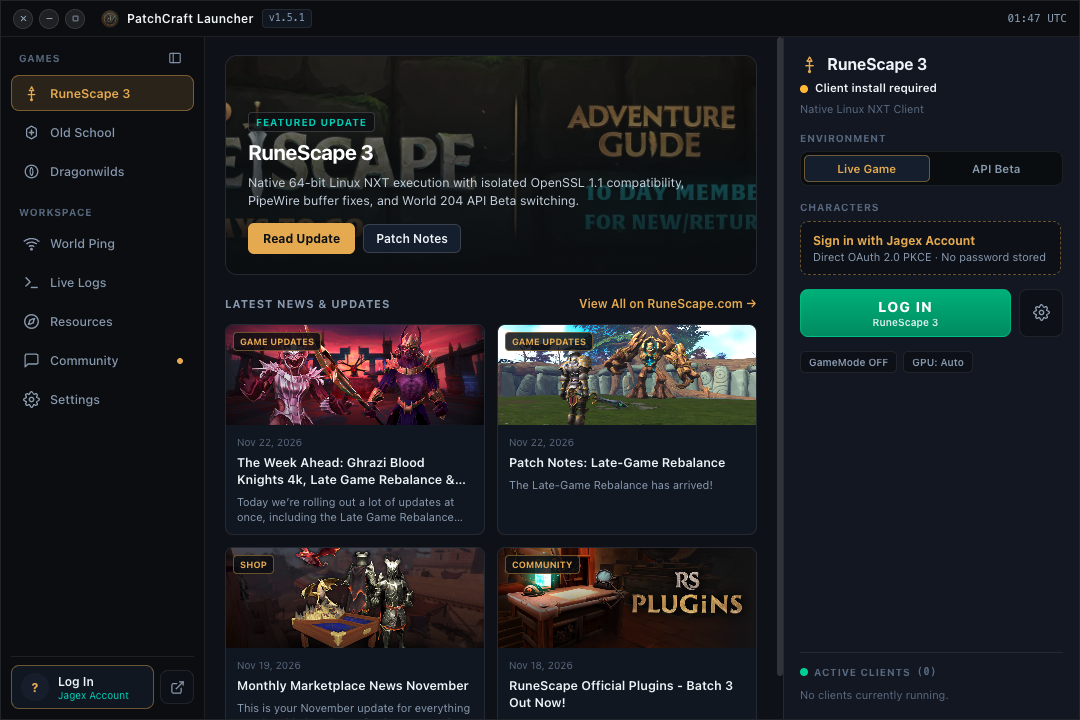 PatchCraft Launcher
v1.5.1
01:47 UTC
GAMES
RuneScape 3
Old School
Dragonwilds
WORKSPACE
World Ping
Live Logs
Resources
Community
Settings
?
Log In
Jagex Account
FEATURED UPDATE
RuneScape 3
Native 64-bit Linux NXT execution with isolated OpenSSL 1.1 compatibility,
PipeWire buffer fixes, and World 204 API Beta switching.
Read Update
Patch Notes
ADVENTURE
GUIDE
10 DAY MEMBE
FOR NEW/RETUR
LATEST NEWS & UPDATES
View All on RuneScape.com →
GAME UPDATES
Nov 22, 2026
The Week Ahead: Ghrazi Blood
Knights 4k, Late Game Rebalance &...
Today we're rolling out a lot of updates at
once, including the Late Game Rebalance...
GAME UPDATES
Nov 22, 2026
Patch Notes: Late-Game Rebalance
The Late-Game Rebalance has arrived!
SHOP
Nov 19, 2026
Monthly Marketplace News November
This is your November update for everything
COMMUNITY
RS
PLUGINS
Nov 18, 2026
RuneScape Official Plugins - Batch 3
Out Now!
RuneScape 3
Client install required
Native Linux NXT Client
ENVIRONMENT
Live Game
API Beta
CHARACTERS
Sign in with Jagex Account
Direct OAuth 2.0 PKCE · No password stored
LOG IN
RuneScape 3
GameMode OFF
GPU: Auto
ACTIVE CLIENTS (0)
No clients currently running.